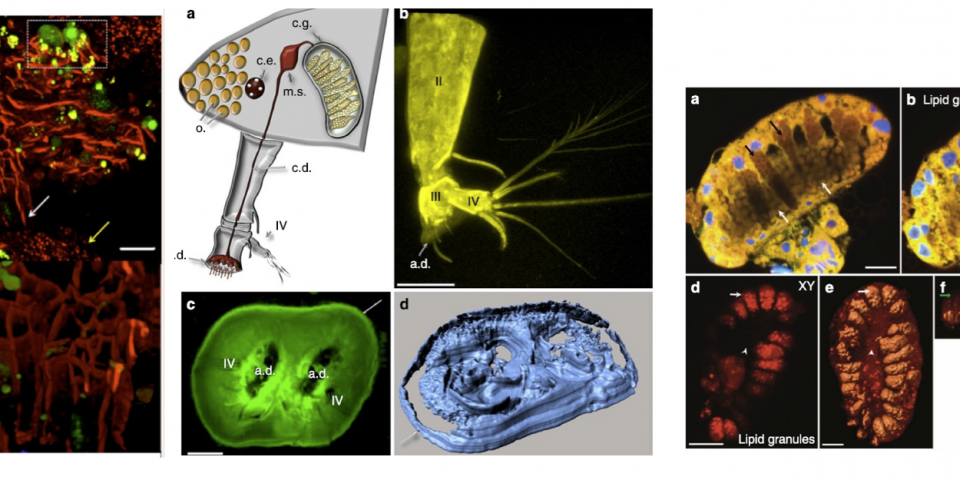 a
c.g.
c.e.
m.s.
o.
c.d.
IV
.d.
b
II
III
IV
a.d.
c
IV
a.d.
a.d.
IV
d
a
b
Lipid g
d
XY
Lipid granules
e
f